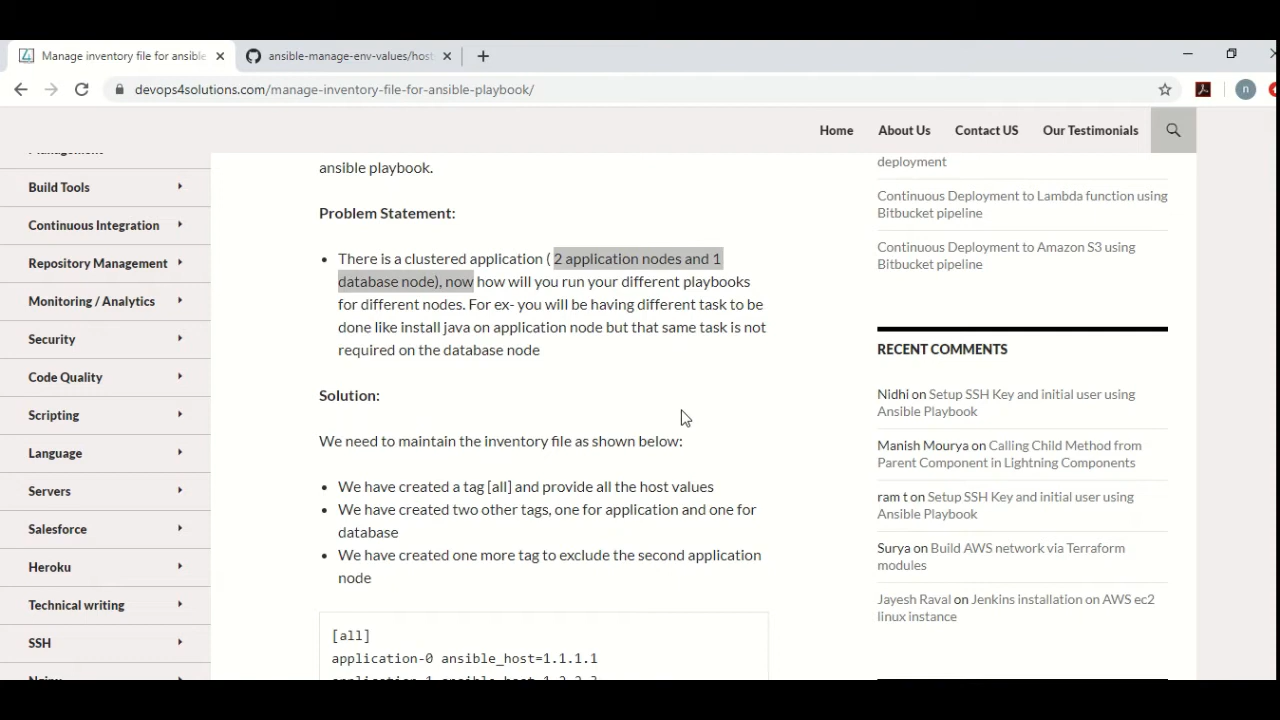 Manage inventory file for ansible
ansible-manage-env-values/host
devops4solutions.com/manage-inventory-file-for-ansible-playbook/
n
Home
About Us
Contact US
Our Testimonials
Build Tools
Continuous Integration
Repository Management
Monitoring / Analytics
Security
Code Quality
Scripting
Language
Servers
Salesforce
Heroku
Technical writing
SSH
ansible playbook.
Problem Statement:
There is a clustered application ( 2 application nodes and 1
database node), now how will you run your different playbooks
for different nodes. For ex- you will be having different task to be
done like install java on application node but that same task is not
required on the database node
Solution:
We need to maintain the inventory file as shown below:
We have created a tag [all] and provide all the host values
We have created two other tags, one for application and one for
database
We have created one more tag to exclude the second application
node
[all]
application-0 ansible_host=1.1.1.1
deployment
Continuous Deployment to Lambda function using
Bitbucket pipeline
Continuous Deployment to Amazon S3 using
Bitbucket pipeline
RECENT COMMENTS
Nidhi on Setup SSH Key and initial user using
Ansible Playbook
Manish Mourya on Calling Child Method from
Parent Component in Lightning Components
ram t on Setup SSH Key and initial user using
Ansible Playbook
Surya on Build AWS network via Terraform
modules
Jayesh Raval on Jenkins installation on AWS ec2
linux instance